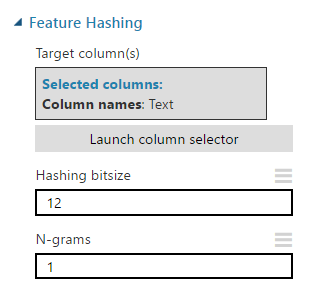 Feature Hashing
Target column(s)
Selected columns:
Column names: Text
Launch column selector
Hashing bitsize
12
N-grams
1